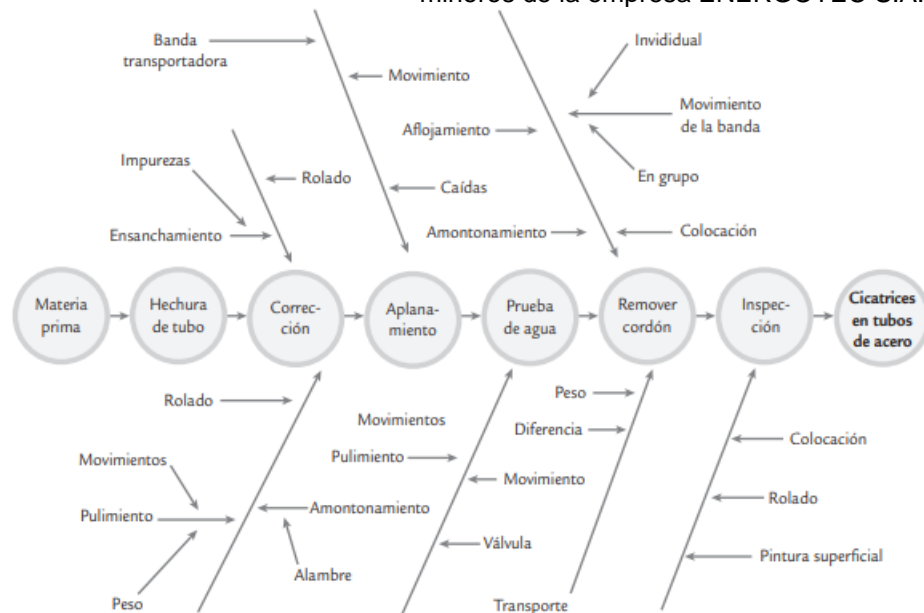 Banda
transportadora
Movimiento
Invididual
Movimiento
de la banda
Aflojamiento
En grupo
Impurezas
Rolado
Caídas
Ensanchamiento
Amontonamiento
Colocación
Materia
prima
Hechura
de tubo
Correc-
ción
Aplana-
miento
Prueba
de agua
Remover
cordón
Inspec-
ción
Cicatrices
en tubos
de acero
Rolado
Peso
Movimientos
Diferencia
Colocación
Movimientos
Pulimiento
Movimiento
Pulimiento
Amontonamiento
Rolado
Válvula
Pintura superficial
Alambre
Peso
Transporte